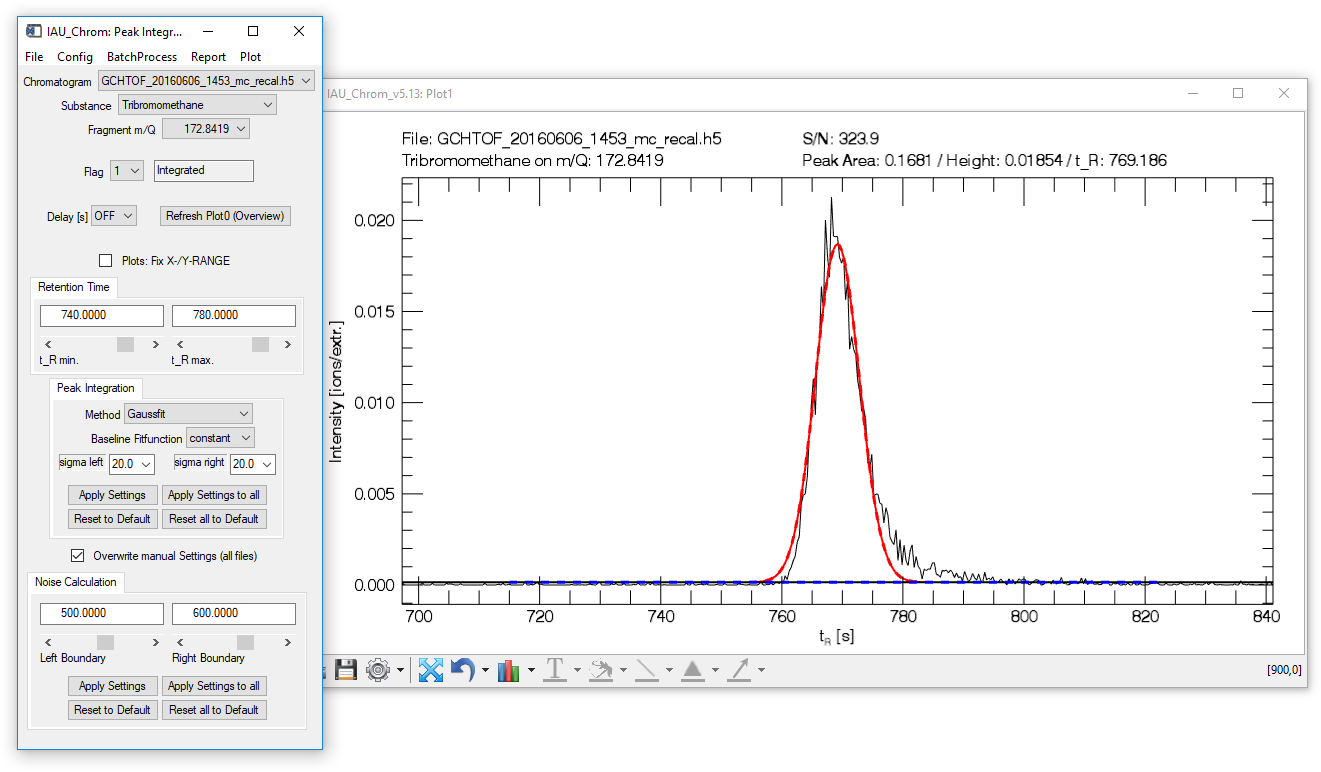 IAU_Chrom: Peak Integr...
File Config BatchProcess Report Plot
Chromatogram GCHTOF_20160606_1453_mc_recal.h5
Substance Tribromomethane
Fragment m/Q 172.8419
Flag 1 Integrated
Delay [s] OFF Refresh Plot0 (Overview)
Plots: Fix X-/Y-RANGE
Retention Time
740.0000 780.0000
< > < >
t_R min. t_R max.
Peak Integration
Method Gaussfit
Baseline Fitfunction constant
sigma left 20.0 sigma right 20.0
Apply Settings Apply Settings to all
Reset to Default Reset all to Default
Overwrite manual Settings (all files)
Noise Calculation
500.0000 600.0000
< > < >
Left Boundary Right Boundary
Apply Settings Apply Settings to all
Reset to Default Reset all to Default
IAU_Chrom_v5.13: Plot1
File: GCHTOF_20160606_1453_mc_recal.h5 S/N: 323.9
Tribromomethane on m/Q: 172.8419 Peak Area: 0.1681 / Height: 0.01854 / t_R: 769.186
Intensity [ions/extr.]
0.020
0.015
0.010
0.005
0.000
700 720 740 760 780 800 820 840
t_R [s]
T
[900,0]